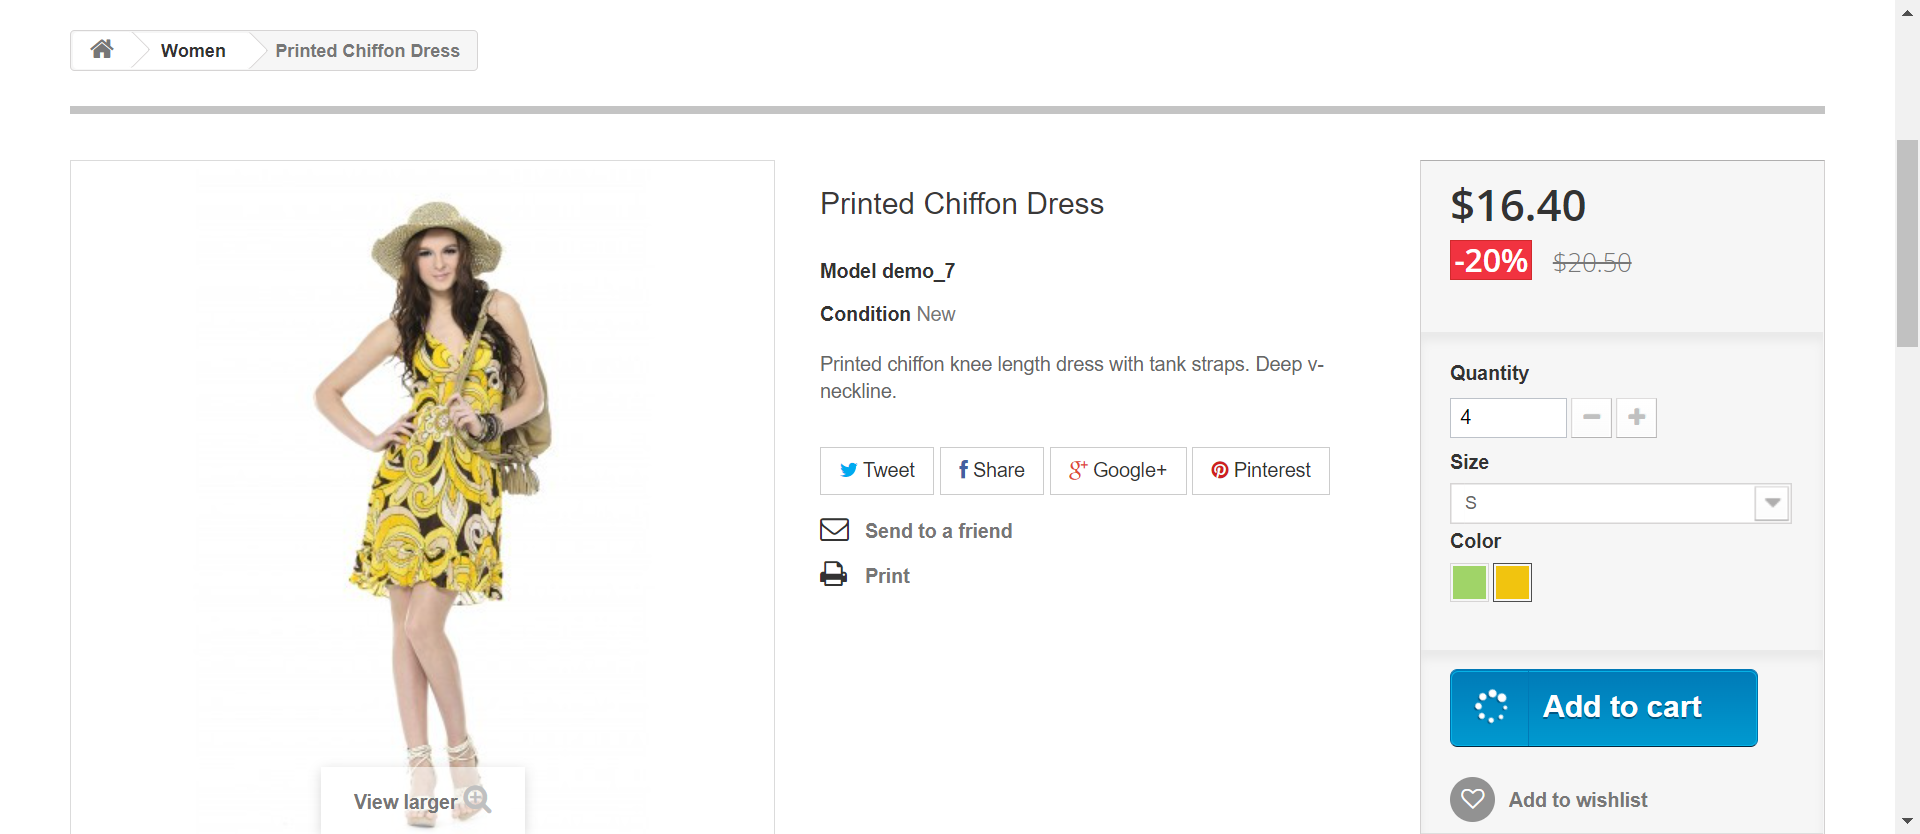 Women
Printed Chiffon Dress
Printed Chiffon Dress
Model demo_7
Condition New
Printed chiffon knee length dress with tank straps. Deep v-
neckline.
Tweet
Share
Google+
Pinterest
Send to a friend
Print
View larger
$16.40
-20% $20.50
Quantity
4
Size
S
Color
Add to cart
Add to wishlist